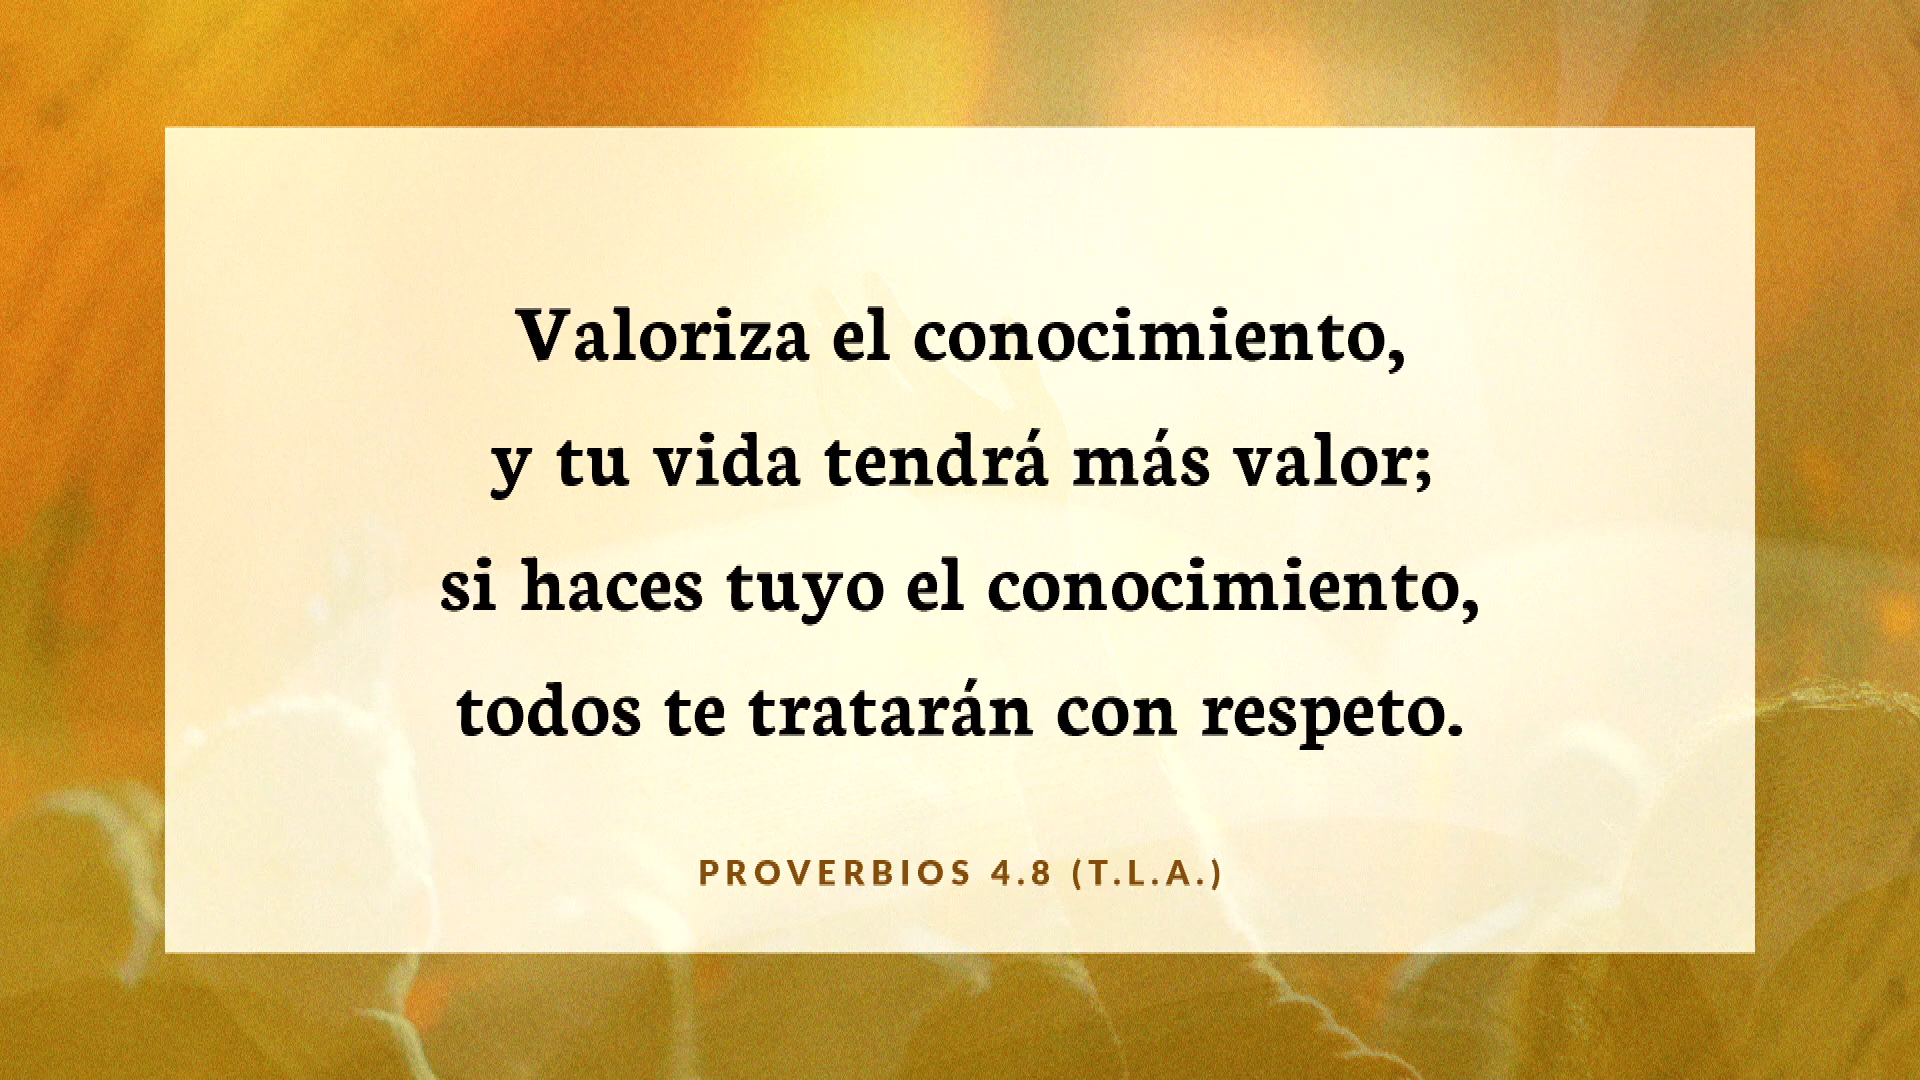 Valoriza el conocimiento,
y tu vida tendrá más valor;
si haces tuyo el conocimiento,
todos te tratarán con respeto.
PROVERBIOS 4.8 (T.L.A.)